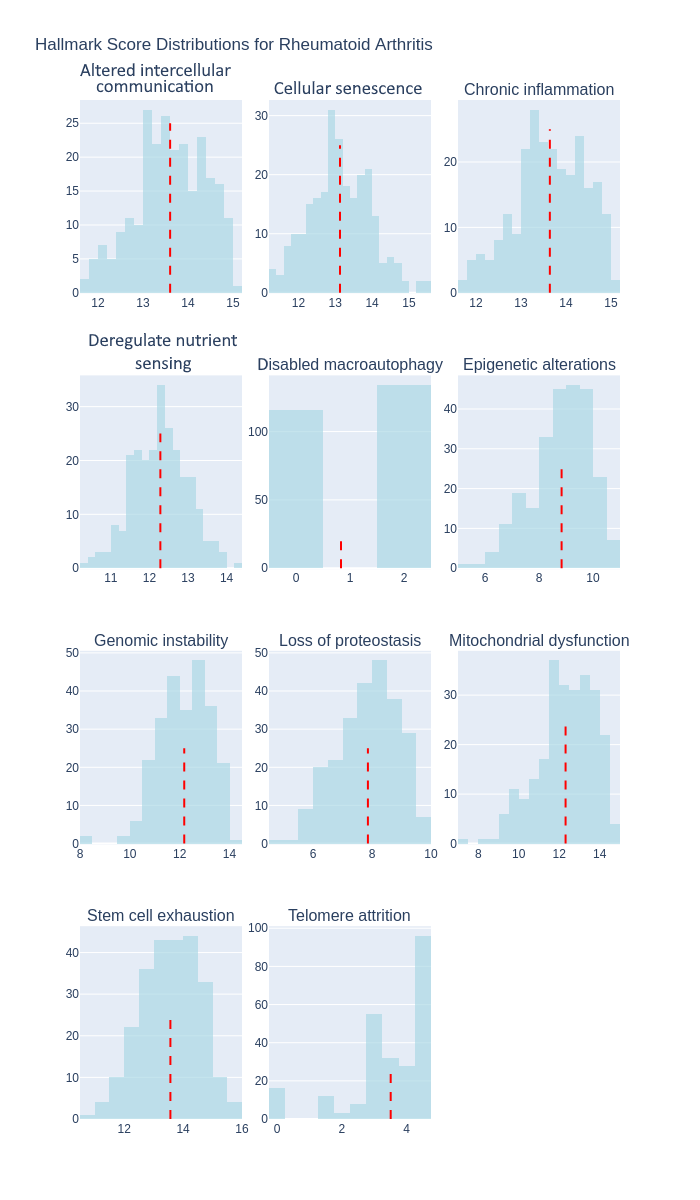 Hallmark Score Distributions for Rheumatoid Arthritis
Altered intercellular
communication
Cellular senescence
Chronic inflammation
25
20
15
10
5
0
12 13 14 15
30
20
10
0
12 13 14 15
20
10
0
12 13 14 15
Deregulate nutrient
sensing
Disabled macroautophagy
Epigenetic alterations
30
20
10
0
11 12 13 14
100
50
0
0 1 2
40
30
20
10
0
6 8 10
Genomic instability
Loss of proteostasis
Mitochondrial dysfunction
50
40
30
20
10
0
8 10 12 14
50
40
30
20
10
0
6 8 10
30
20
10
0
8 10 12 14
Stem cell exhaustion
Telomere attrition
40
30
20
10
0
12 14 16
100
80
60
40
20
0
0 2 4